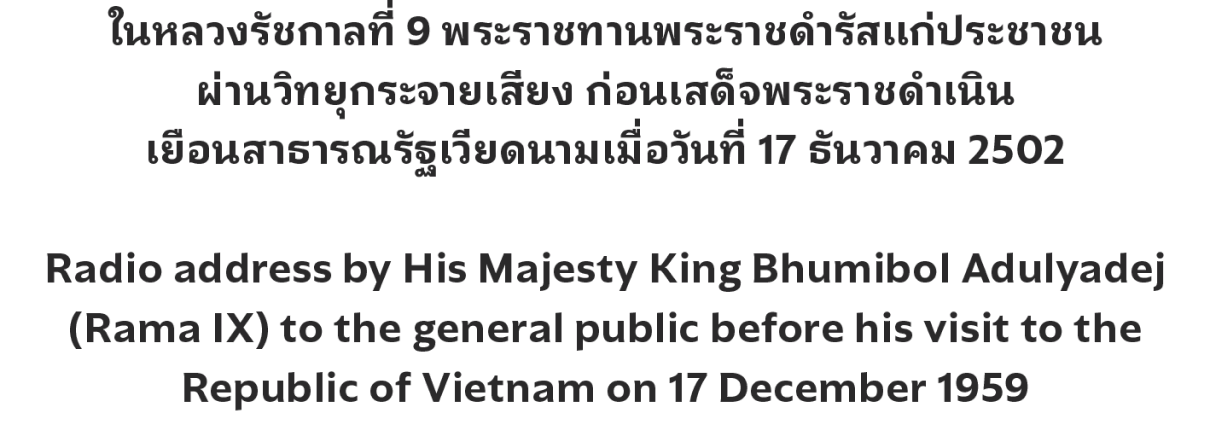 ในหลวงรัชกาลที่ 9 พระราชทานพระราชดำรัสแก่ประชาชน
ผ่านวิทยุกระจายเสียง ก่อนเสด็จพระราชดำเนิน
เยือนสาธารณรัฐเวียดนามเมื่อวันที่ 17 ธันวาคม 2502
Radio address by His Majesty King Bhumibol Adulyadej
(Rama IX) to the general public before his visit to the
Republic of Vietnam on 17 December 1959